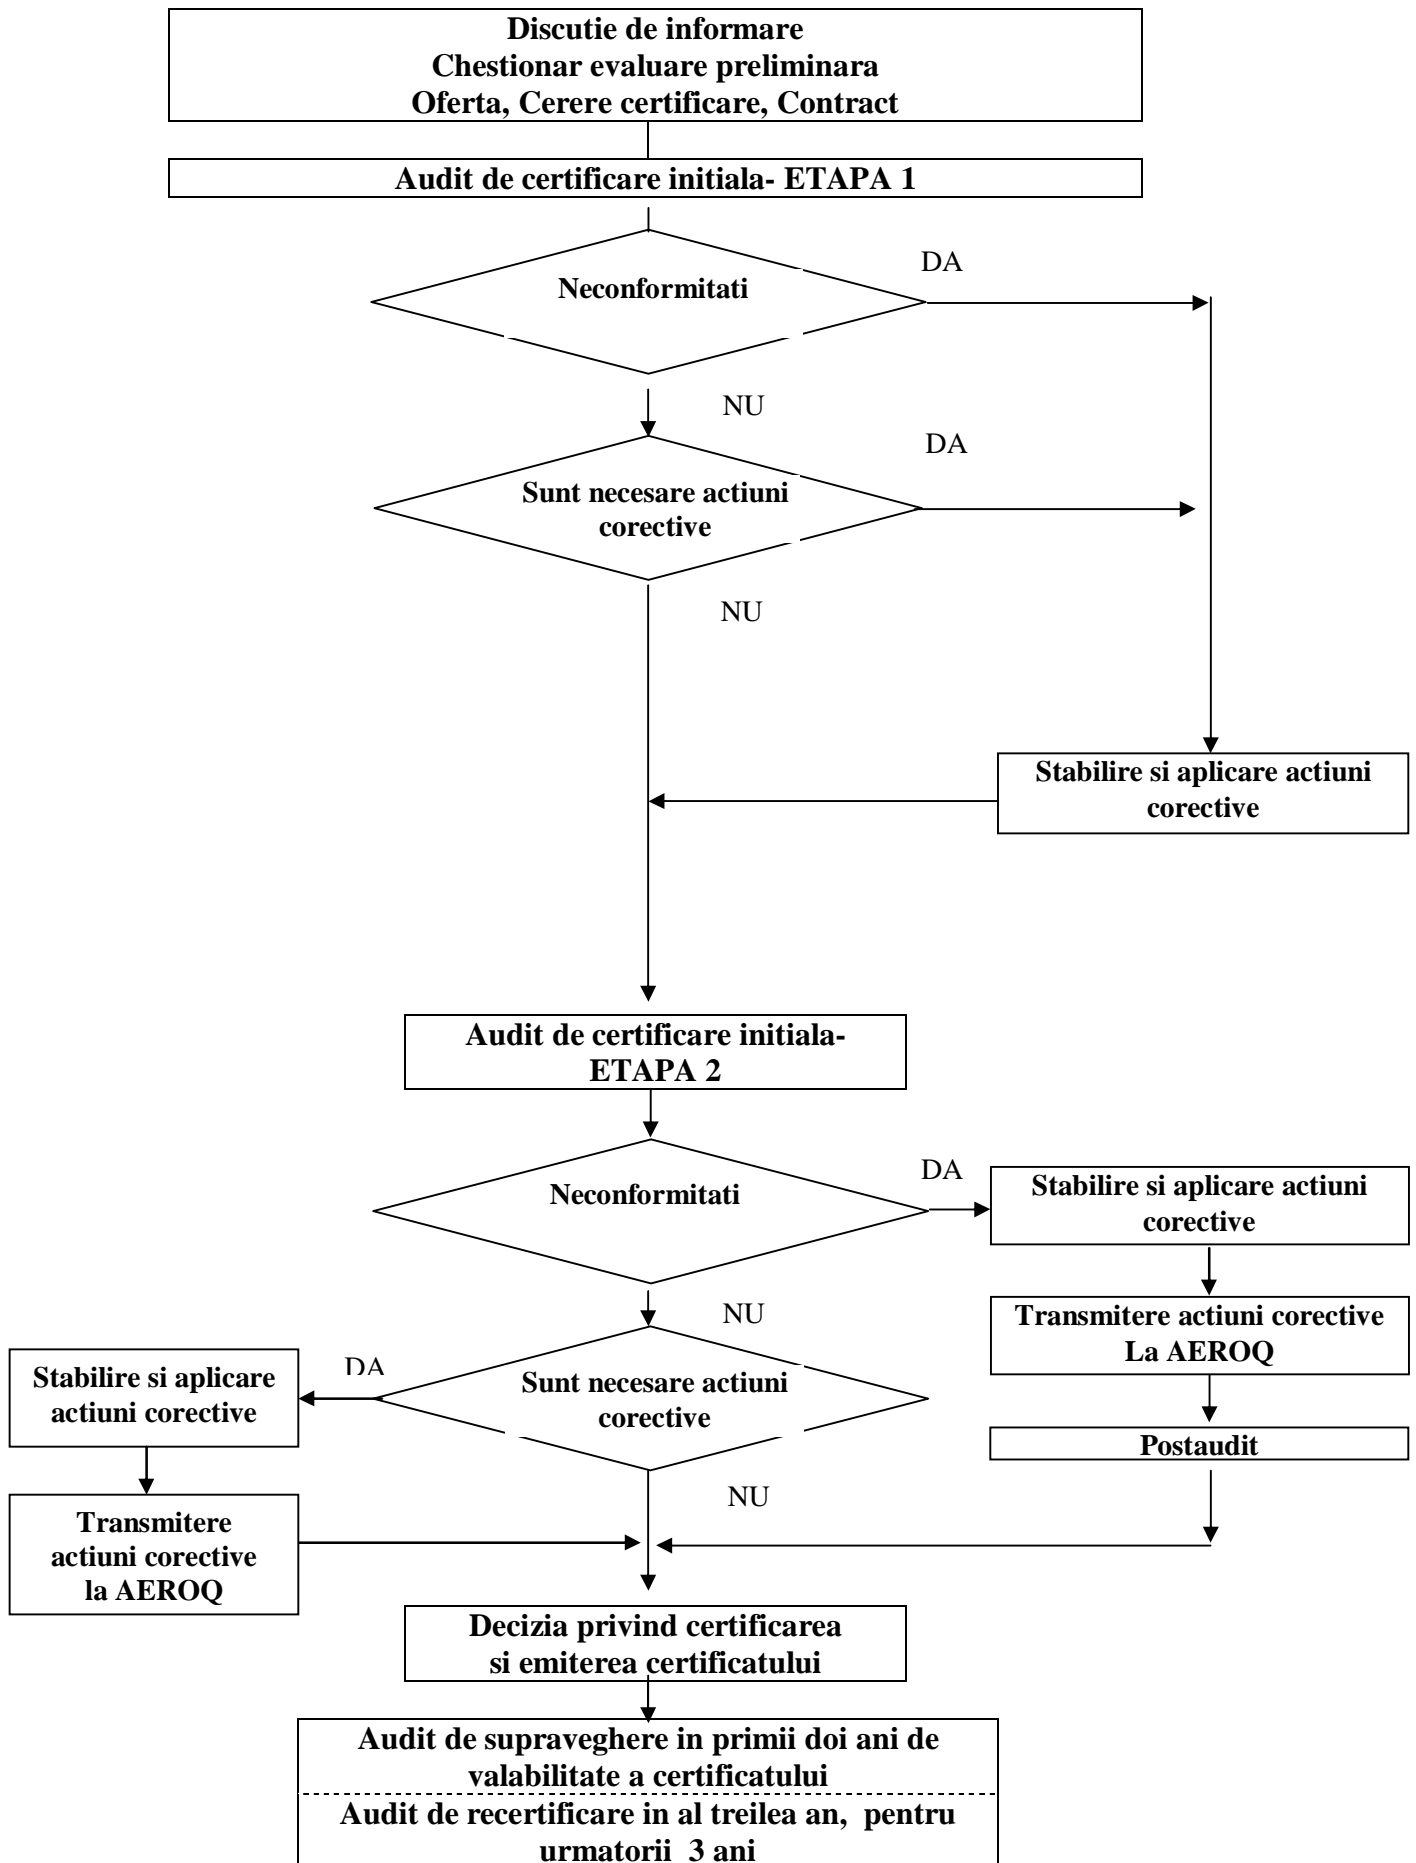 Discutie de informare
Chestionar evaluare preliminara
Oferta, Cerere certificare, Contract
Audit de certificare initiala- ETAPA 1
DA
Neconformitati
NU
DA
Sunt necesare actiuni
corective
NU
Stabilire si aplicare actiuni
corective
Audit de certificare initiala-
ETAPA 2
DA
Neconformitati
Stabilire si aplicare actiuni
corective
NU
Transmitere actiuni corective
La AEROQ
DA
Sunt necesare actiuni
corective
Stabilire si aplicare
actiuni corective
Postaudit
NU
Transmitere
actiuni corective
la AEROQ
Decizia privind certificarea
si emiterea certificatului
Audit de supraveghere in primii doi ani de
valabilitate a certificatului
Audit de recertificare in al treilea an,  pentru
urmatorii  3 ani